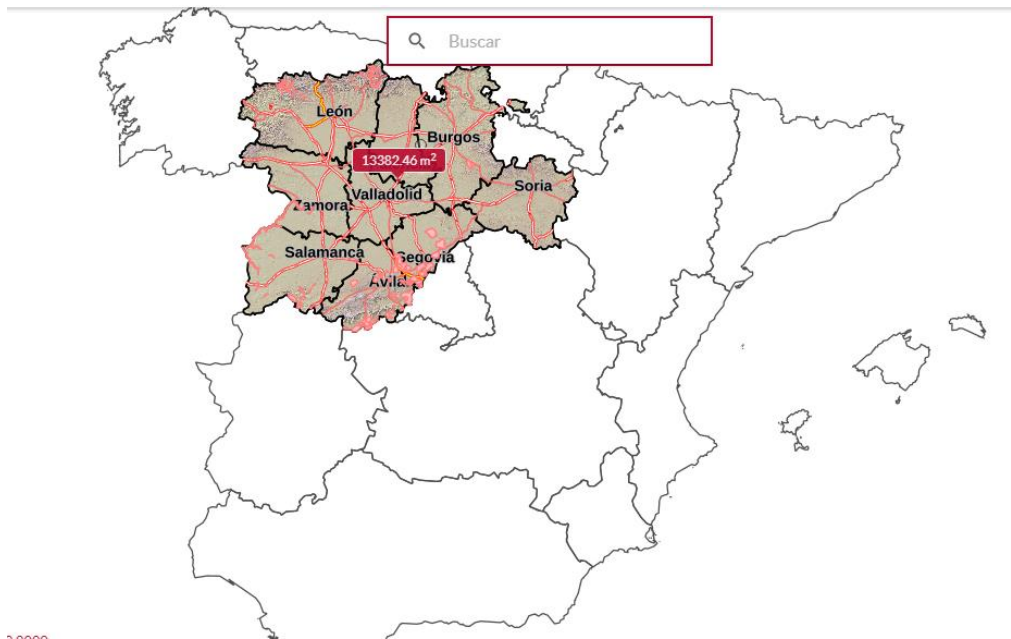 Buscar
León
Burgos
13382.46 m²
Soria
Valladolid
Zamora
Salamanca
Segovia
Ávila